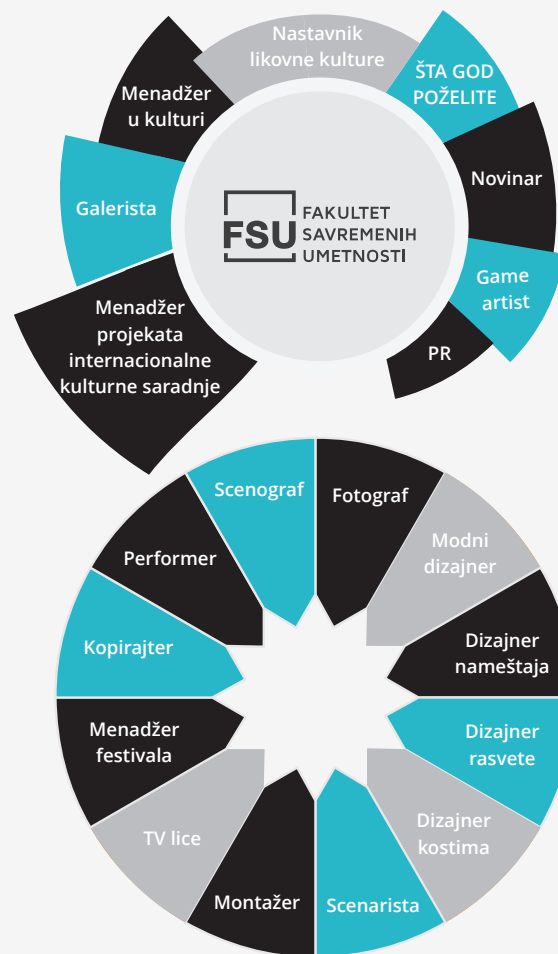 Nastavnik
likovne kulture
ŠTA GOD
POŽELITE
Menadžer
u kulturi
Novinar
Galerista
FSU
FAKULTET
SAVREMENIH
UMETNOSTI
Game
artist
Menadžer
projekata
internacionalne
kulturne saradnje
PR
Scenograf
Fotograf
Modni
dizajner
Performer
Dizajner
nameštaja
Kopirajter
Dizajner
rasvete
Menadžer
festivala
Dizajner
kostima
TV lice
Montažer
Scenarista